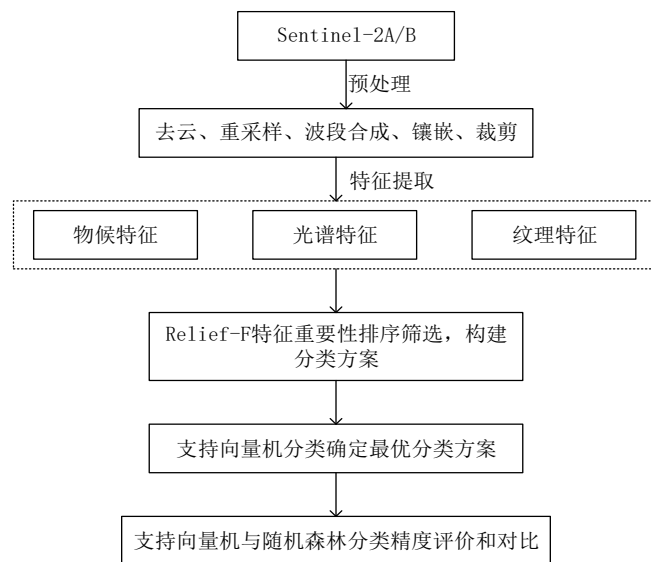 Sentinel-2A/B
预处理
去云、重采样、波段合成、镶嵌、裁剪
特征提取
物候特征
光谱特征
纹理特征
Relief-F特征重要性排序筛选，构建
分类方案
支持向量机分类确定最优分类方案
支持向量机与随机森林分类精度评价和对比